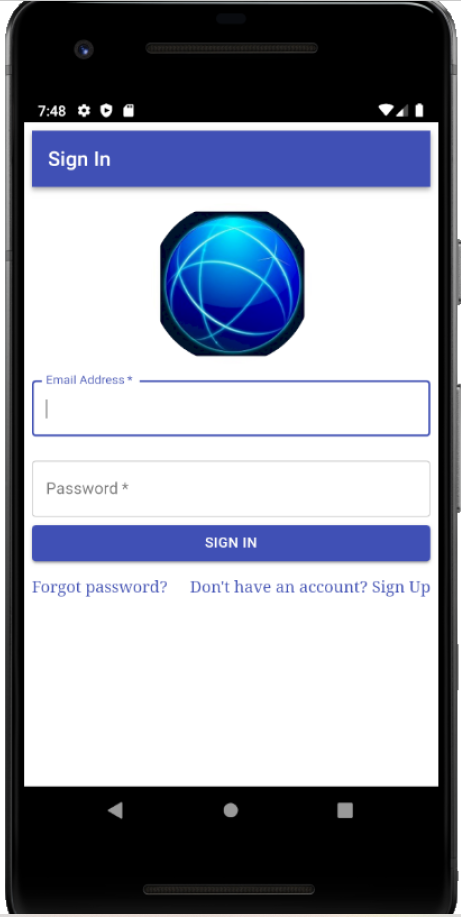 7:48
Sign In
Email Address *
Password *
SIGN IN
Forgot password? Don't have an account? Sign Up